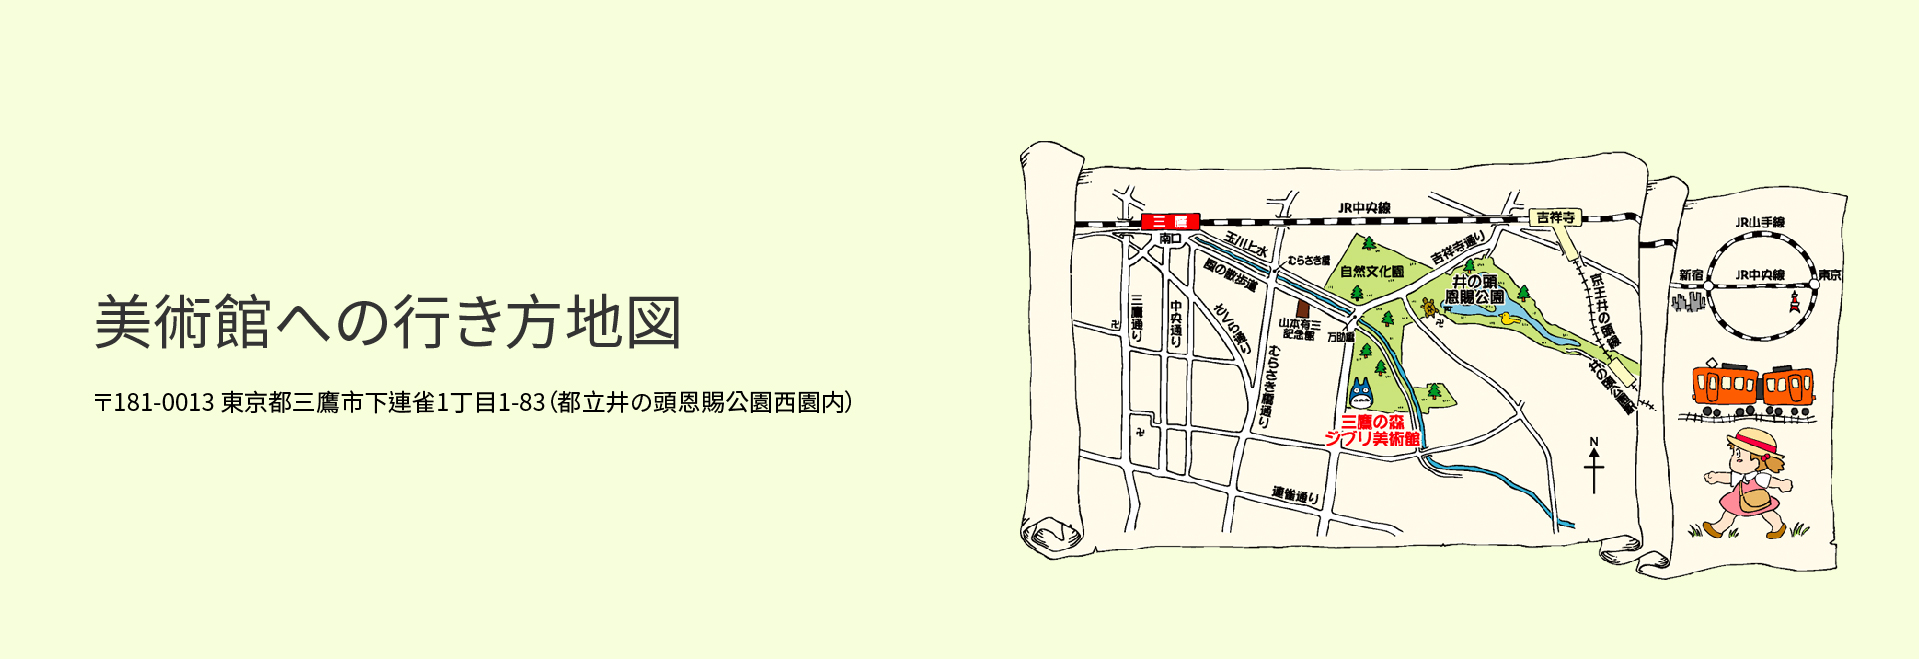 美術館への行き方地図
〒181-0013 東京都三鷹市下連雀1丁目1-83（都立井の頭恩賜公園西園内）
JR中央線
三鷹
南口
吉祥寺
玉川上水
風の散歩道
むらさき橋
自然文化園
吉祥寺通り
井の頭
恩賜公園
京王井の頭線
井の頭公園駅
三鷹通り
中央通り
むらさき橋通り
山本有三
記念館
万助橋
三鷹の森
ジブリ美術館
連雀通り
N
JR山手線
新宿
JR中央線
東京